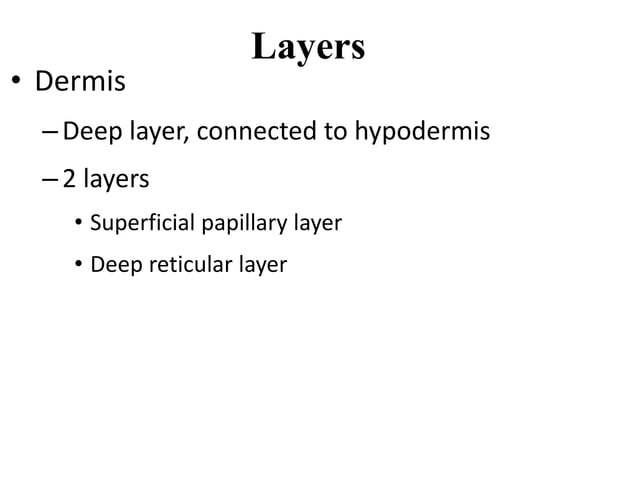 Layers
• Dermis
– Deep layer, connected to hypodermis
– 2 layers
• Superficial papillary layer
• Deep reticular layer